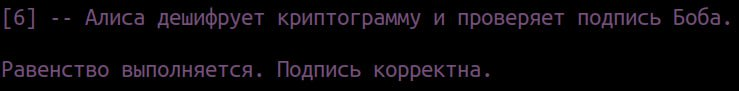 [6] -- Алиса дешифрует криптограмму и проверяет подпись Боба.
Равенство выполняется. Подпись корректна.